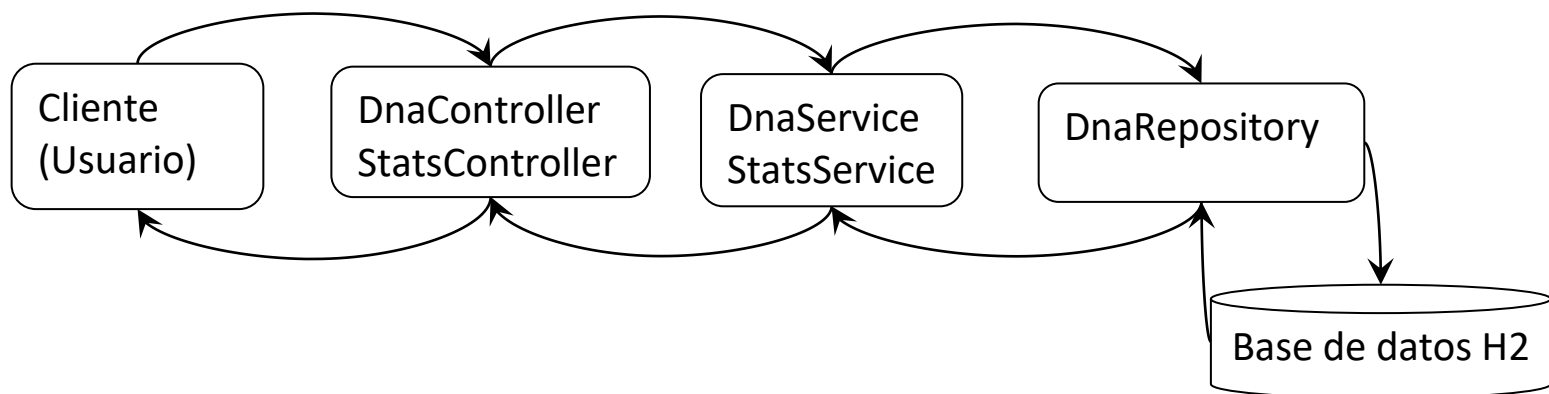 Cliente
(Usuario)
DnaController
StatsController
DnaService
StatsService
DnaRepository
Base de datos H2